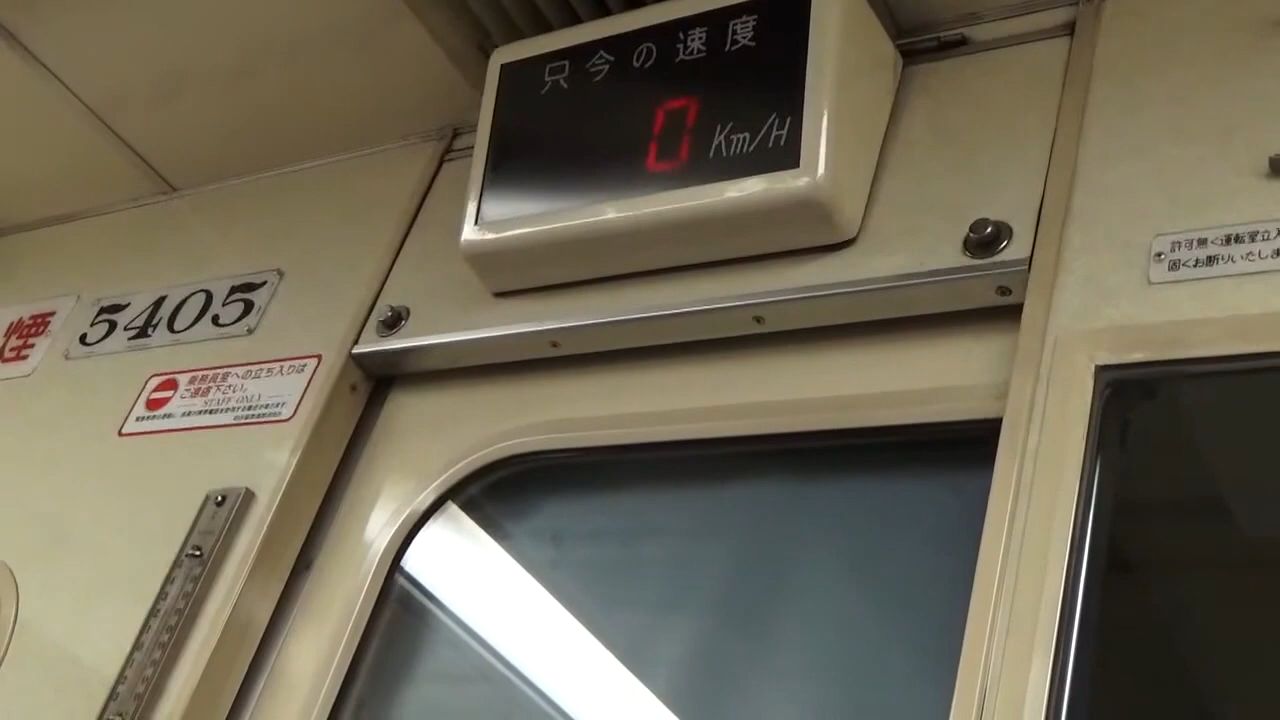 只今の速度
0 Km/H
許可無く運転室立入
固くお断りいたしま
煙
5405
乗務員室への立ち入りは
ご遠慮下さい。
STAFF ONLY